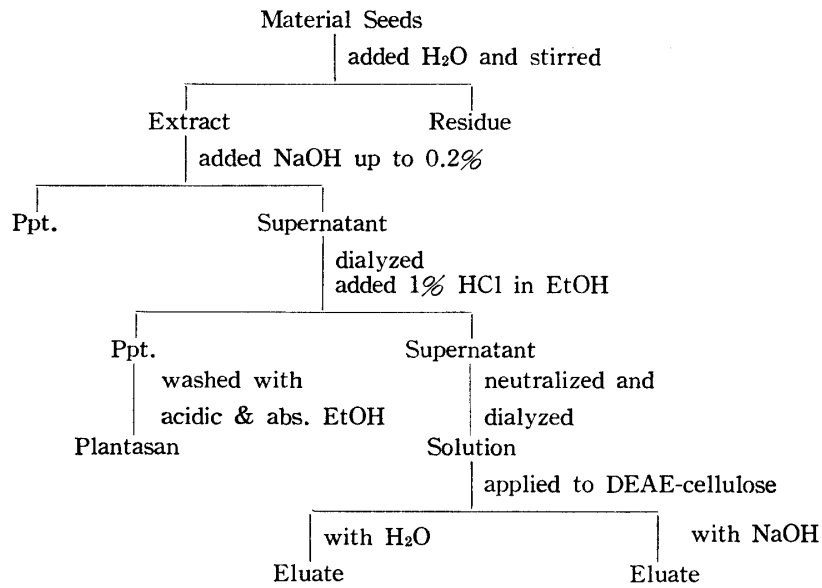 Material Seeds
added H₂O and stirred
Extract
Residue
added NaOH up to 0.2%
Ppt.
Supernatant
dialyzed
added 1% HCl in EtOH
Ppt.
Supernatant
washed with
acidic & abs. EtOH
neutralized and
dialyzed
Plantasan
Solution
applied to DEAE-cellulose
with H₂O
with NaOH
Eluate
Eluate